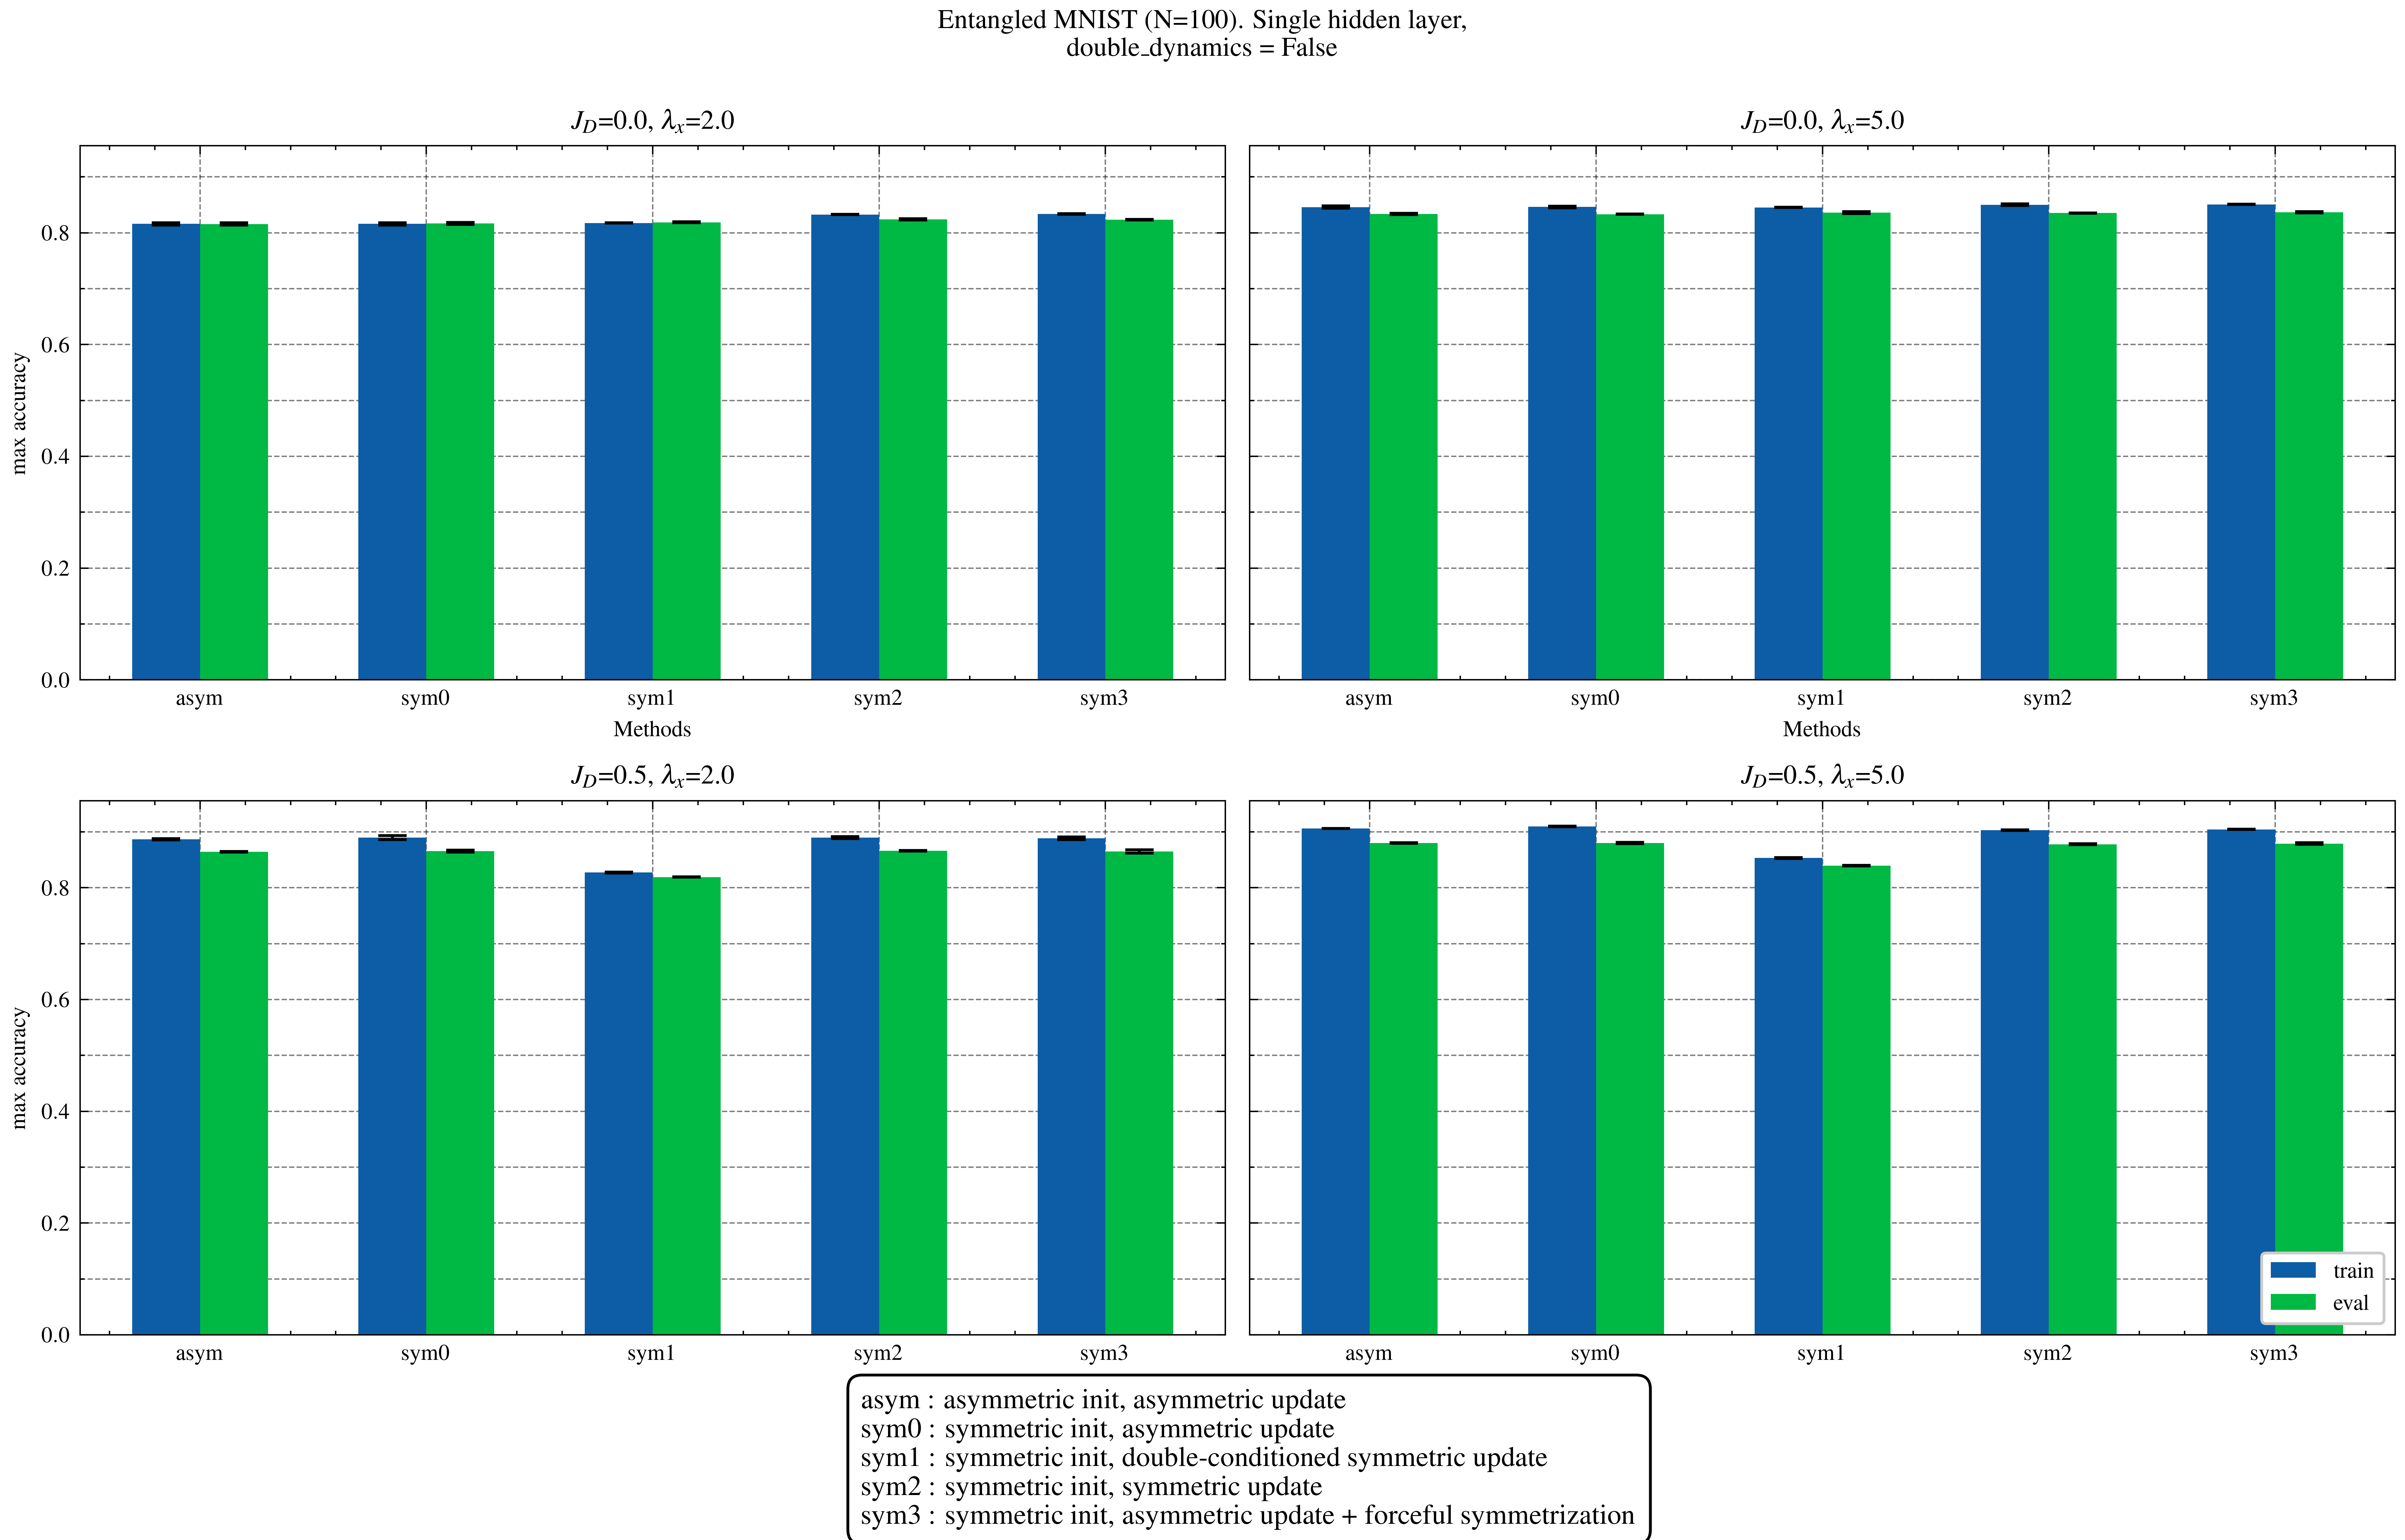 Entangled MNIST (N=100). Single hidden layer,
double_dynamics = False
J_D=0.0, λ_x=2.0
J_D=0.0, λ_x=5.0
max accuracy
0.8
0.6
0.4
0.2
0.0
asym sym0 sym1 sym2 sym3
Methods
asym sym0 sym1 sym2 sym3
Methods
J_D=0.5, λ_x=2.0
J_D=0.5, λ_x=5.0
max accuracy
0.8
0.6
0.4
0.2
0.0
asym sym0 sym1 sym2 sym3
asym sym0 sym1 sym2 sym3
train
eval
asym : asymmetric init, asymmetric update
sym0 : symmetric init, asymmetric update
sym1 : symmetric init, double-conditioned symmetric update
sym2 : symmetric init, symmetric update
sym3 : symmetric init, asymmetric update + forceful symmetrization